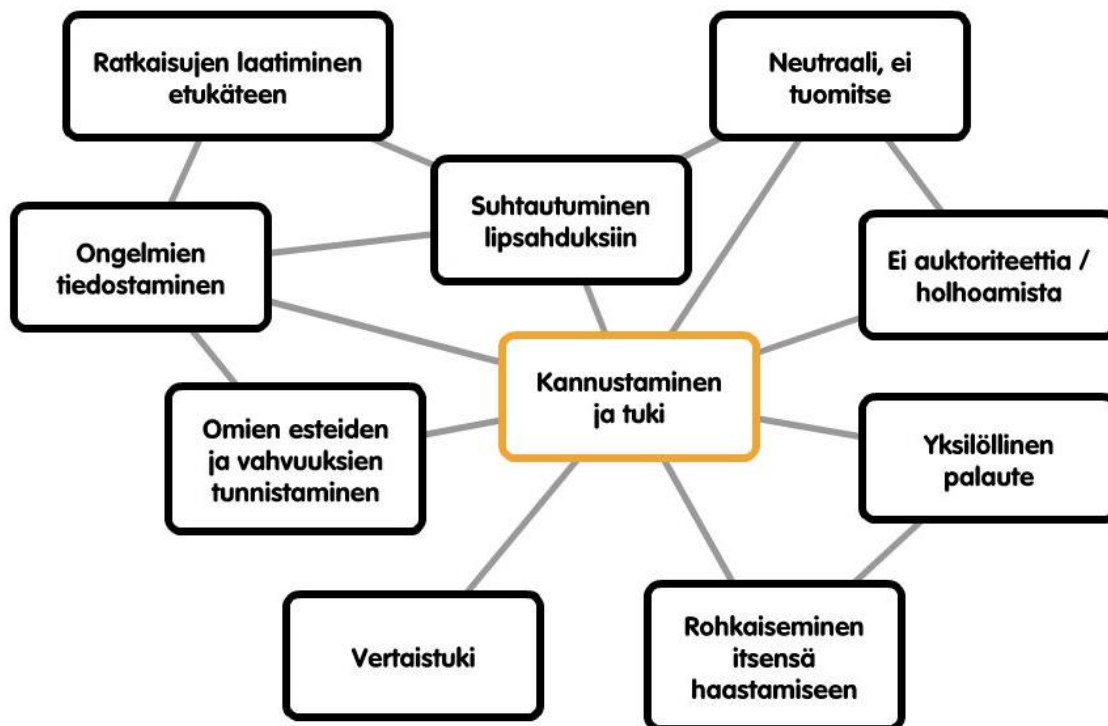 Ratkaisujen laatiminen
etukäteen
Neutraali, ei
tuomitse
Suhtautuminen
lipsahduksiin
Ongelmien
tiedostaminen
Ei auktoriteettia /
holhoamista
Kannustaminen
ja tuki
Omien esteiden
ja vahvuuksien
tunnistaminen
Yksilöllinen
palaute
Vertaistuki
Rohkaiseminen
itsensä
haastamiseen